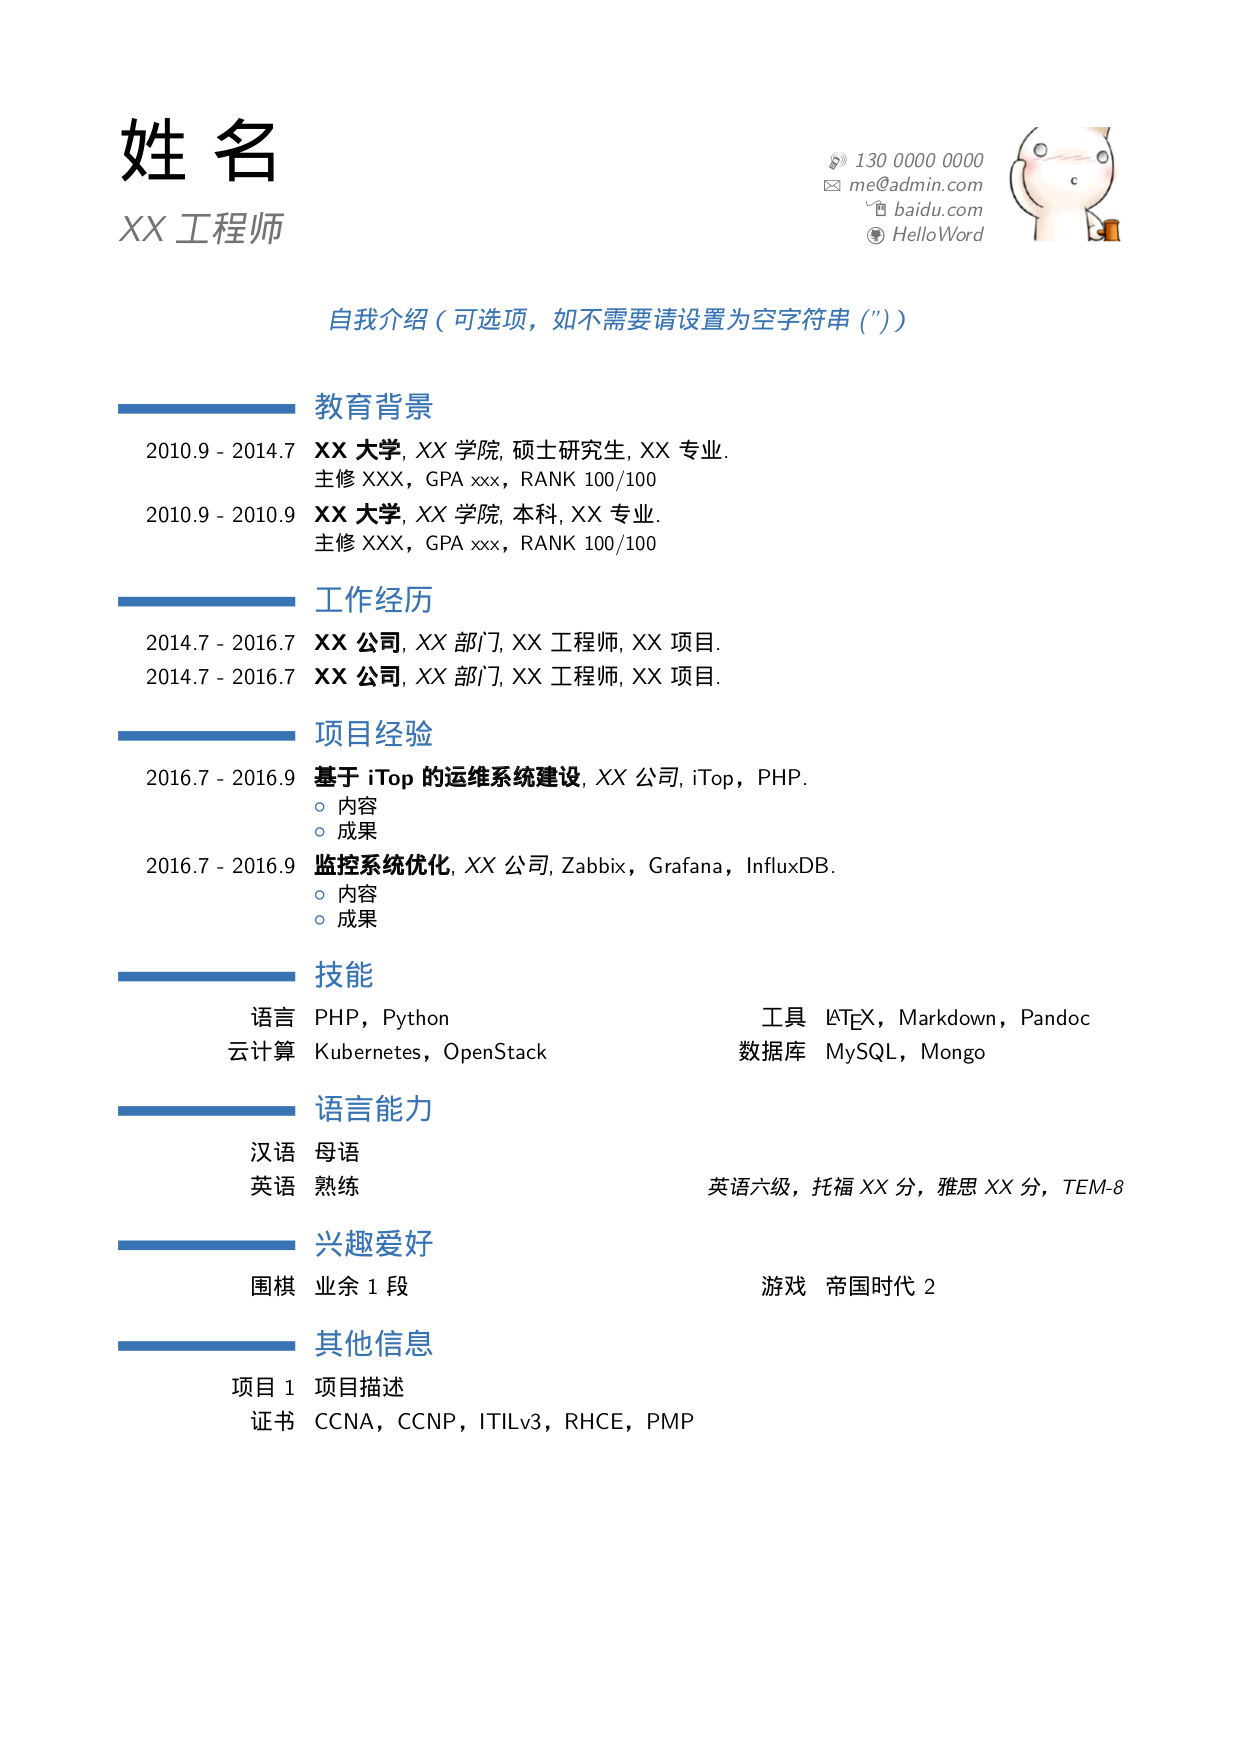 姓 名
XX 工程师
130 0000 0000
me@admin.com
baidu.com
HelloWord
自我介绍（可选项，如不需要请设置为空字符串 (”)）
教育背景
2010.9 - 2014.7 XX 大学, XX 学院, 硕士研究生, XX 专业.
主修 XXX，GPA xxx，RANK 100/100
2010.9 - 2010.9 XX 大学, XX 学院, 本科, XX 专业.
主修 XXX，GPA xxx，RANK 100/100
工作经历
2014.7 - 2016.7 XX 公司, XX 部门, XX 工程师, XX 项目.
2014.7 - 2016.7 XX 公司, XX 部门, XX 工程师, XX 项目.
项目经验
2016.7 - 2016.9 基于 iTop 的运维系统建设, XX 公司, iTop，PHP.
○ 内容
○ 成果
2016.7 - 2016.9 监控系统优化, XX 公司, Zabbix，Grafana，InfluxDB.
○ 内容
○ 成果
技能
语言 PHP，Python 工具 LATEX，Markdown，Pandoc
云计算 Kubernetes，OpenStack 数据库 MySQL，Mongo
语言能力
汉语 母语
英语 熟练 英语六级，托福 XX 分，雅思 XX 分，TEM-8
兴趣爱好
围棋 业余 1 段 游戏 帝国时代 2
其他信息
项目 1 项目描述
证书 CCNA，CCNP，ITILv3，RHCE，PMP